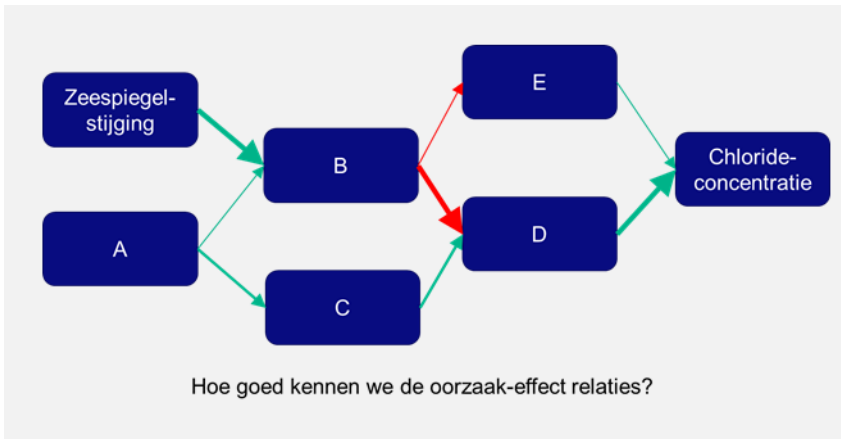 Zeespiegel-
stijging
A
B
C
E
D
Chloride-
concentratie
Hoe goed kennen we de oorzaak-effect relaties?